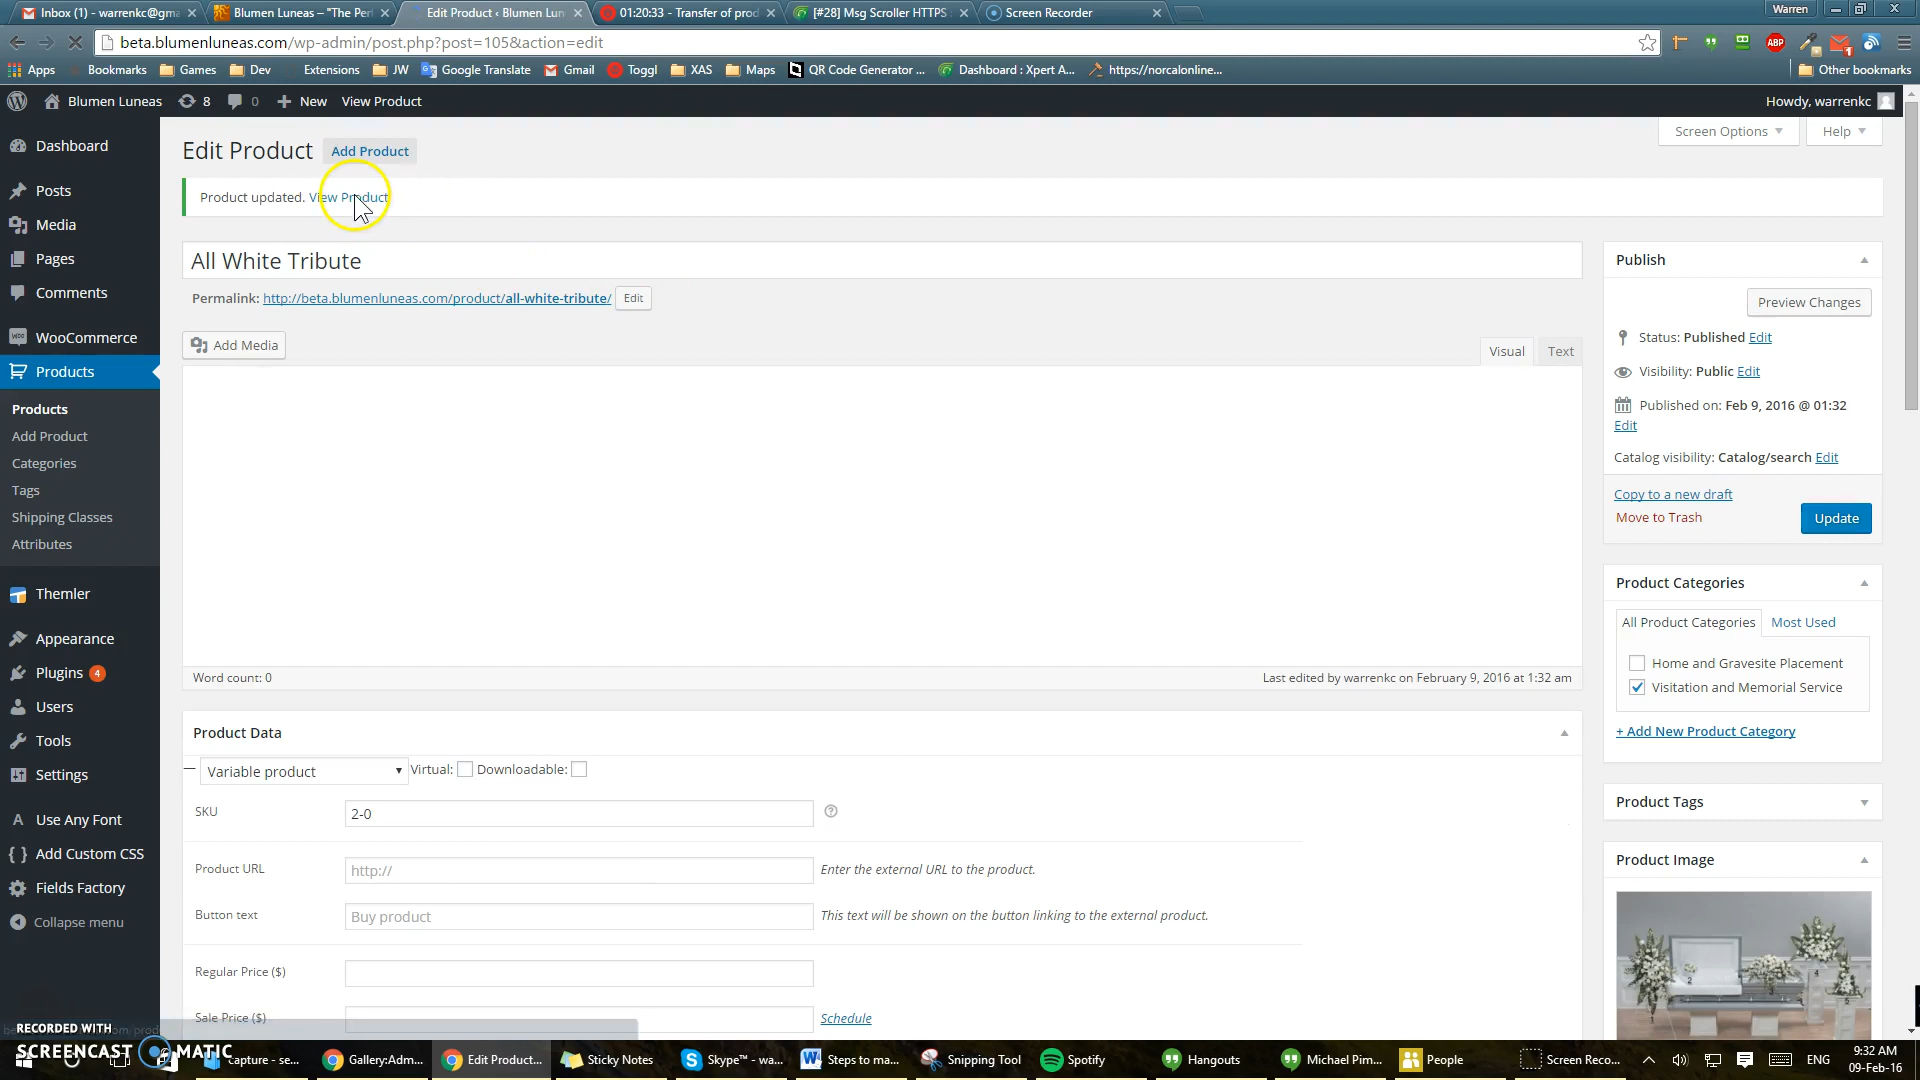 Inbox (1) - warrenkc@gma
Blumen Luneas – "The Per
Edit Product ‹ Blumen Lun
01:20:33 - Transfer of prod
[#28] Msg Scroller HTTPS
Screen Recorder
Warren
beta.blumenluneas.com/wp-admin/post.php?post=105&action=edit
Apps
Bookmarks
Games
Dev
Extensions
JW
Google Translate
Gmail
Toggl
XAS
Maps
QR Code Generator ...
Dashboard : Xpert A...
https://norcalonline...
Other bookmarks
Blumen Luneas
8
0
New
View Product
Howdy, warrenkc
Dashboard
Posts
Media
Pages
Comments
WooCommerce
Products
Products
Add Product
Categories
Tags
Shipping Classes
Attributes
Themler
Appearance
Plugins 4
Users
Tools
Settings
Use Any Font
Add Custom CSS
Fields Factory
Collapse menu
Screen Options
Help
Edit Product
Add Product
Product updated. View Product
All White Tribute
Permalink: http://beta.blumenluneas.com/product/all-white-tribute/
Edit
Add Media
Visual
Text
Word count: 0
Last edited by warrenkc on February 9, 2016 at 1:32 am
Product Data
Variable product
Virtual:
Downloadable:
SKU
2-0
Product URL
http://
Enter the external URL to the product.
Button text
Buy product
This text will be shown on the button linking to the external product.
Regular Price ($)
Sale Price ($)
Schedule
Publish
Preview Changes
Status: Published Edit
Visibility: Public Edit
Published on: Feb 9, 2016 @ 01:32
Edit
Catalog visibility: Catalog/search Edit
Copy to a new draft
Move to Trash
Update
Product Categories
All Product Categories
Most Used
Home and Gravesite Placement
Visitation and Memorial Service
+ Add New Product Category
Product Tags
Product Image
RECORDED WITH
SCREENCAST MATIC
capture - se...
Gallery:Adm...
Edit Product...
Sticky Notes
Skype™ - wa...
Steps to ma...
Snipping Tool
Spotify
Hangouts
Michael Pim...
People
Screen Reco...
ENG
9:32 AM
09-Feb-16